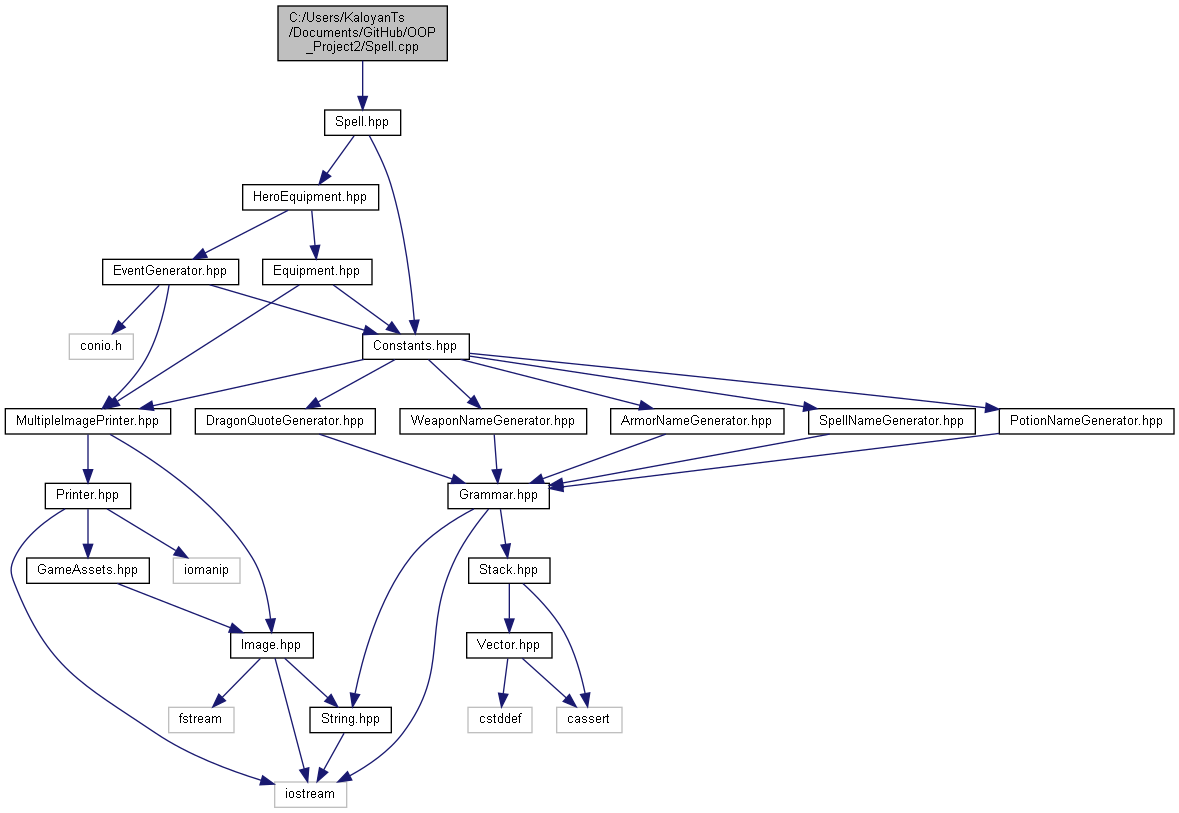 C:/Users/KaloyanTs
/Documents/GitHub/OOP
_Project2/Spell.cpp
Spell.hpp
HeroEquipment.hpp
EventGenerator.hpp
Equipment.hpp
conio.h
Constants.hpp
MultipleImagePrinter.hpp
DragonQuoteGenerator.hpp
WeaponNameGenerator.hpp
ArmorNameGenerator.hpp
SpellNameGenerator.hpp
PotionNameGenerator.hpp
Printer.hpp
Grammar.hpp
GameAssets.hpp
iomanip
Stack.hpp
Image.hpp
Vector.hpp
fstream
String.hpp
cstddef
cassert
iostream